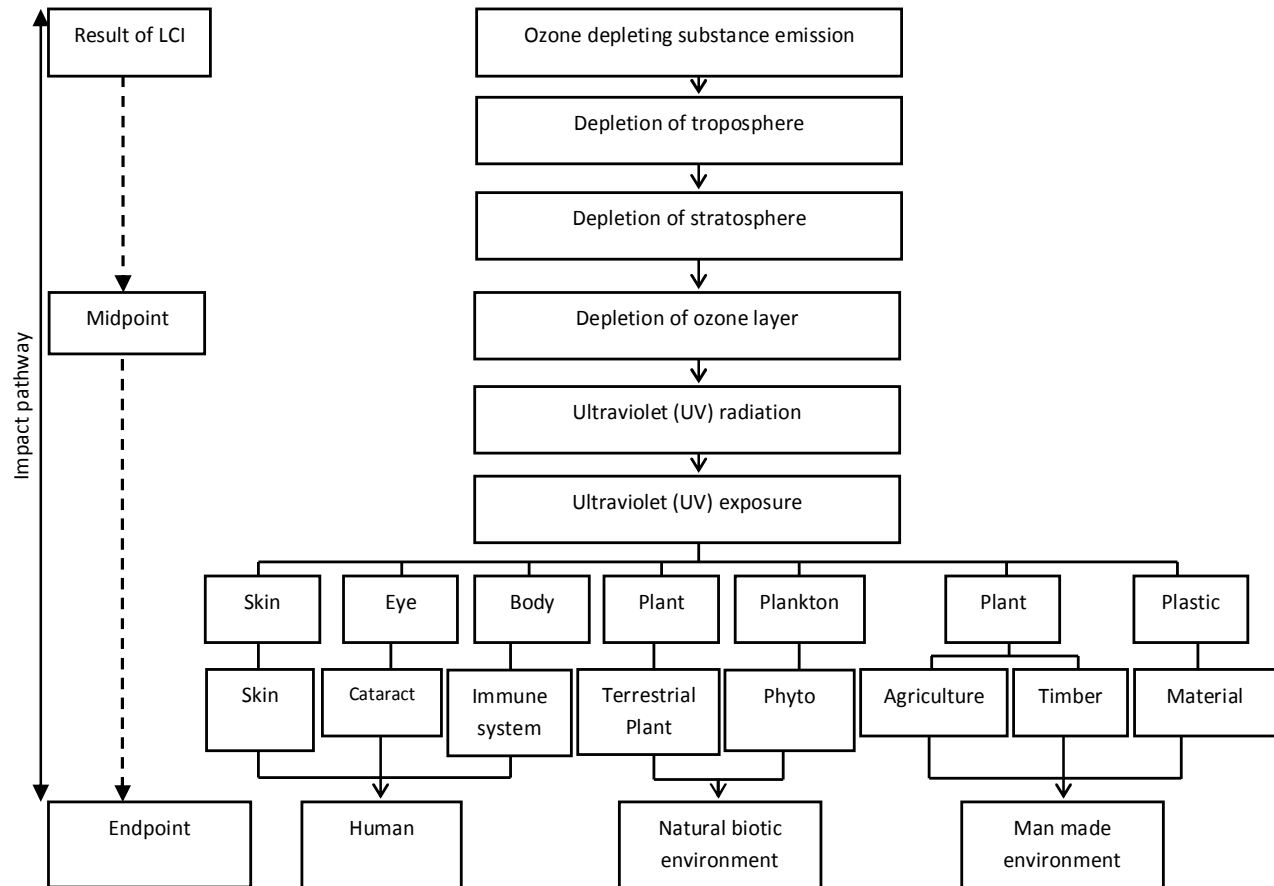 Result of LCI
Ozone depleting substance emission
Depletion of troposphere
Depletion of stratosphere
Midpoint
Depletion of ozone layer
Impact pathway
Ultraviolet (UV) radiation
Ultraviolet (UV) exposure
Skin
Eye
Body
Plant
Plankton
Plant
Plastic
Skin
Cataract
Immune
system
Terrestrial
Plant
Phyto
Agriculture
Timber
Material
Endpoint
Human
Natural biotic
environment
Man made
environment